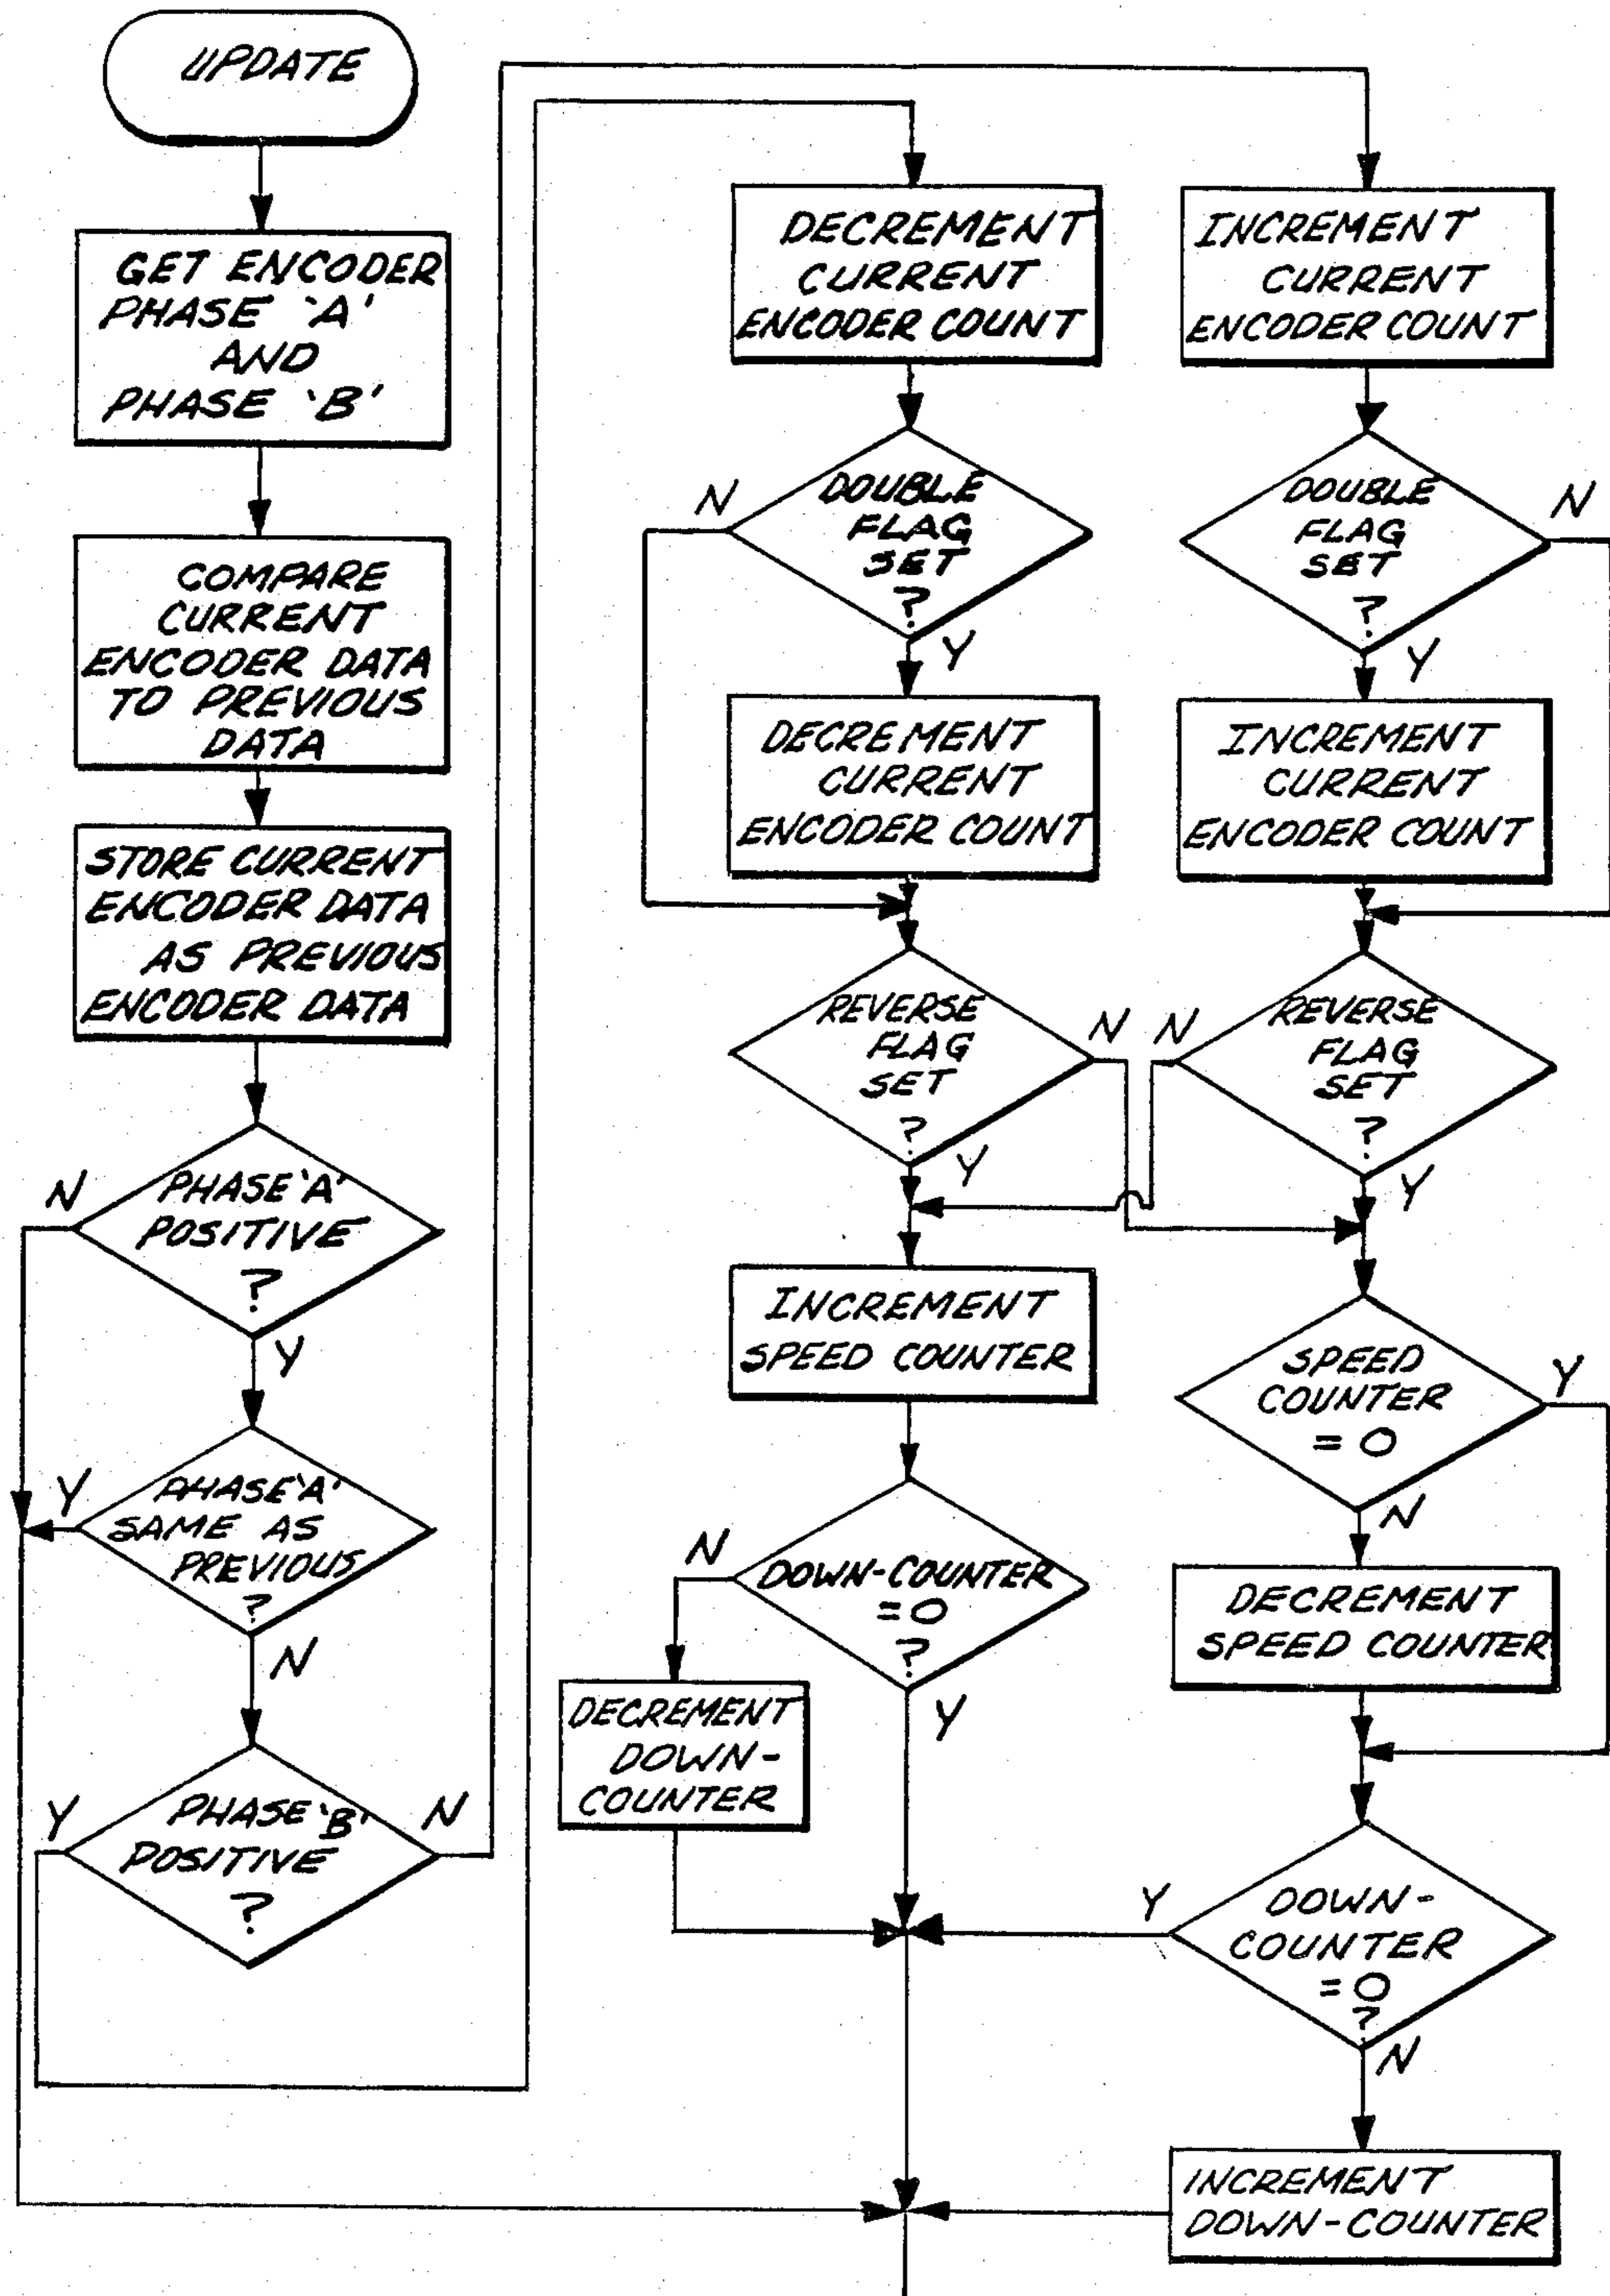 UPDATE
GET ENCODER
PHASE 'A'
AND
PHASE 'B'
COMPARE
CURRENT
ENCODER DATA
TO PREVIOUS
DATA
STORE CURRENT
ENCODER DATA
AS PREVIOUS
ENCODER DATA
N
PHASE 'A'
POSITIVE
?
Y
Y
PHASE 'A'
SAME AS
PREVIOUS
?
N
Y
PHASE 'B'
POSITIVE
?
N
DECREMENT
CURRENT
ENCODER COUNT
N
DOUBLE
FLAG
SET
?
Y
DECREMENT
CURRENT
ENCODER COUNT
REVERSE
FLAG
SET
?
N
Y
INCREMENT
SPEED COUNTER
N
DOWN-COUNTER
=0
?
Y
DECREMENT
DOWN-
COUNTER
INCREMENT
CURRENT
ENCODER COUNT
DOUBLE
FLAG
SET
?
N
Y
INCREMENT
CURRENT
ENCODER COUNT
N
REVERSE
FLAG
SET
?
Y
SPEED
COUNTER
= 0
Y
N
DECREMENT
SPEED COUNTER
Y
DOWN-
COUNTER
=0
?
N
INCREMENT
DOWN-COUNTER